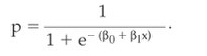 p = 1 / (1 + e^{- (β0 + β1x)}) .